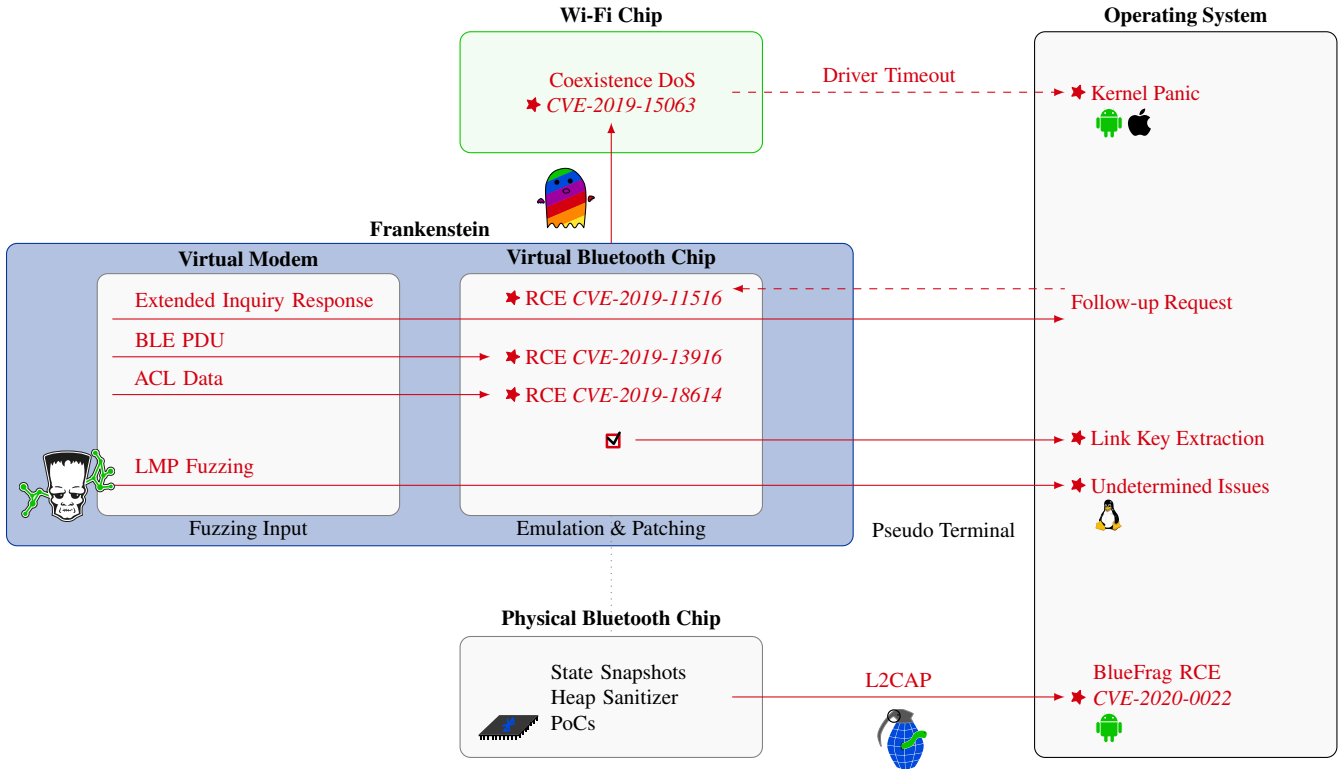 Wi-Fi Chip
Operating System
Coexistence DoS
CVE-2019-15063
Driver Timeout
Kernel Panic
Frankenstein
Virtual Modem
Virtual Bluetooth Chip
Extended Inquiry Response
RCE CVE-2019-11516
Follow-up Request
BLE PDU
RCE CVE-2019-13916
ACL Data
RCE CVE-2019-18614
Link Key Extraction
LMP Fuzzing
Undetermined Issues
Fuzzing Input
Emulation & Patching
Pseudo Terminal
Physical Bluetooth Chip
State Snapshots
Heap Sanitizer
PoCs
L2CAP
BlueFrag RCE
CVE-2020-0022